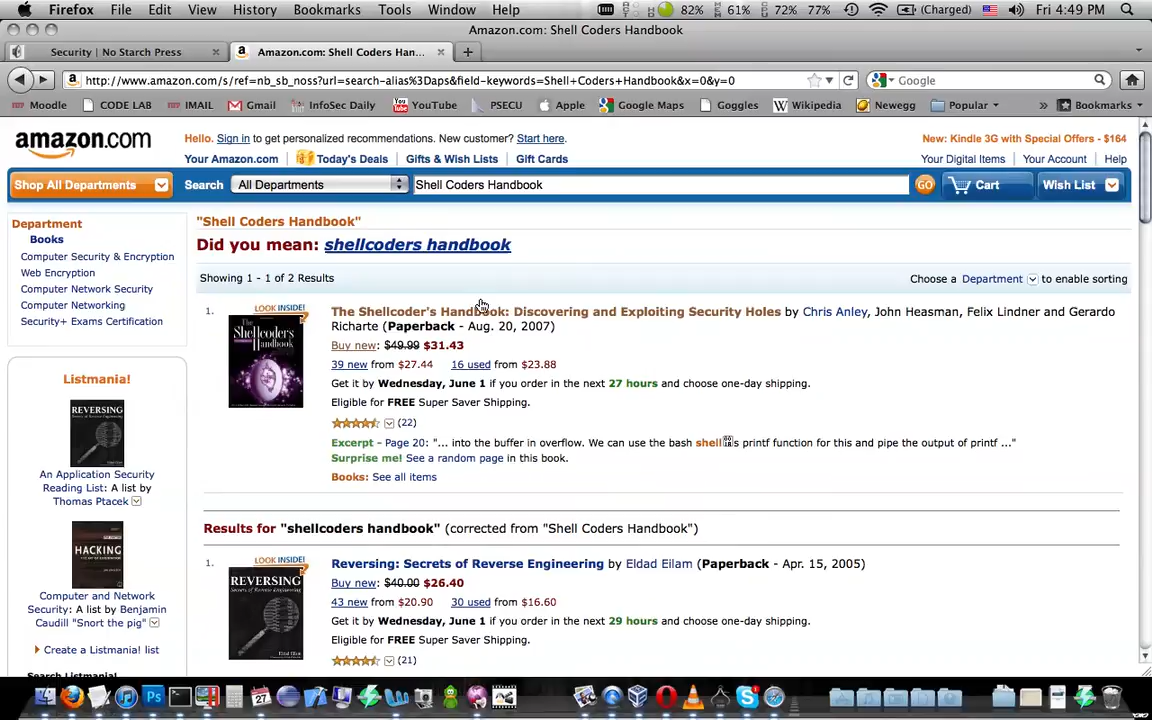 Firefox File Edit View History Bookmarks Tools Window Help 82% 61% 72% 77% (Charged) Fri 4:49 PM
Amazon.com: Shell Coders Handbook
Security | No Starch Press Amazon.com: Shell Coders Han...
http://www.amazon.com/s/ref=nb_sb_noss?url=search-alias%3Daps&field-keywords=Shell+Coders+Handbook&x=0&y=0 Google
Moodle CODE LAB IMAIL Gmail InfoSec Daily YouTube PSECU Apple Google Maps Goggles Wikipedia Newegg Popular » Bookmarks
amazon.com
Hello. Sign in to get personalized recommendations. New customer? Start here. New: Kindle 3G with Special Offers - $164
Your Amazon.com Today's Deals Gifts & Wish Lists Gift Cards Your Digital Items Your Account Help
Shop All Departments Search All Departments Shell Coders Handbook GO Cart Wish List
Department
Books
Computer Security & Encryption
Web Encryption
Computer Network Security
Computer Networking
Security+ Exams Certification
Listmania!
REVERSING
An Application Security
Reading List: A list by
Thomas Ptacek
HACKING
Computer and Network
Security: A list by Benjamin
Caudill "Snort the pig"
Create a Listmania! list
Search Listmania!
"Shell Coders Handbook"
Did you mean: shellcoders handbook
Showing 1 - 1 of 2 Results Choose a Department to enable sorting
1.
LOOK INSIDE!
The
Shellcoder's
Handbook
The Shellcoder's Handbook: Discovering and Exploiting Security Holes by Chris Anley, John Heasman, Felix Lindner and Gerardo
Richarte (Paperback - Aug. 20, 2007)
Buy new: $49.99 $31.43
39 new from $27.44 16 used from $23.88
Get it by Wednesday, June 1 if you order in the next 27 hours and choose one-day shipping.
Eligible for FREE Super Saver Shipping.
(22)
Excerpt - Page 20: "... into the buffer in overflow. We can use the bash shell s printf function for this and pipe the output of printf ..."
Surprise me! See a random page in this book.
Books: See all items
Results for "shellcoders handbook" (corrected from "Shell Coders Handbook")
1.
LOOK INSIDE!
REVERSING
Reversing: Secrets of Reverse Engineering by Eldad Eilam (Paperback - Apr. 15, 2005)
Buy new: $40.00 $26.40
43 new from $20.90 30 used from $16.60
Get it by Wednesday, June 1 if you order in the next 29 hours and choose one-day shipping.
Eligible for FREE Super Saver Shipping.
(21)